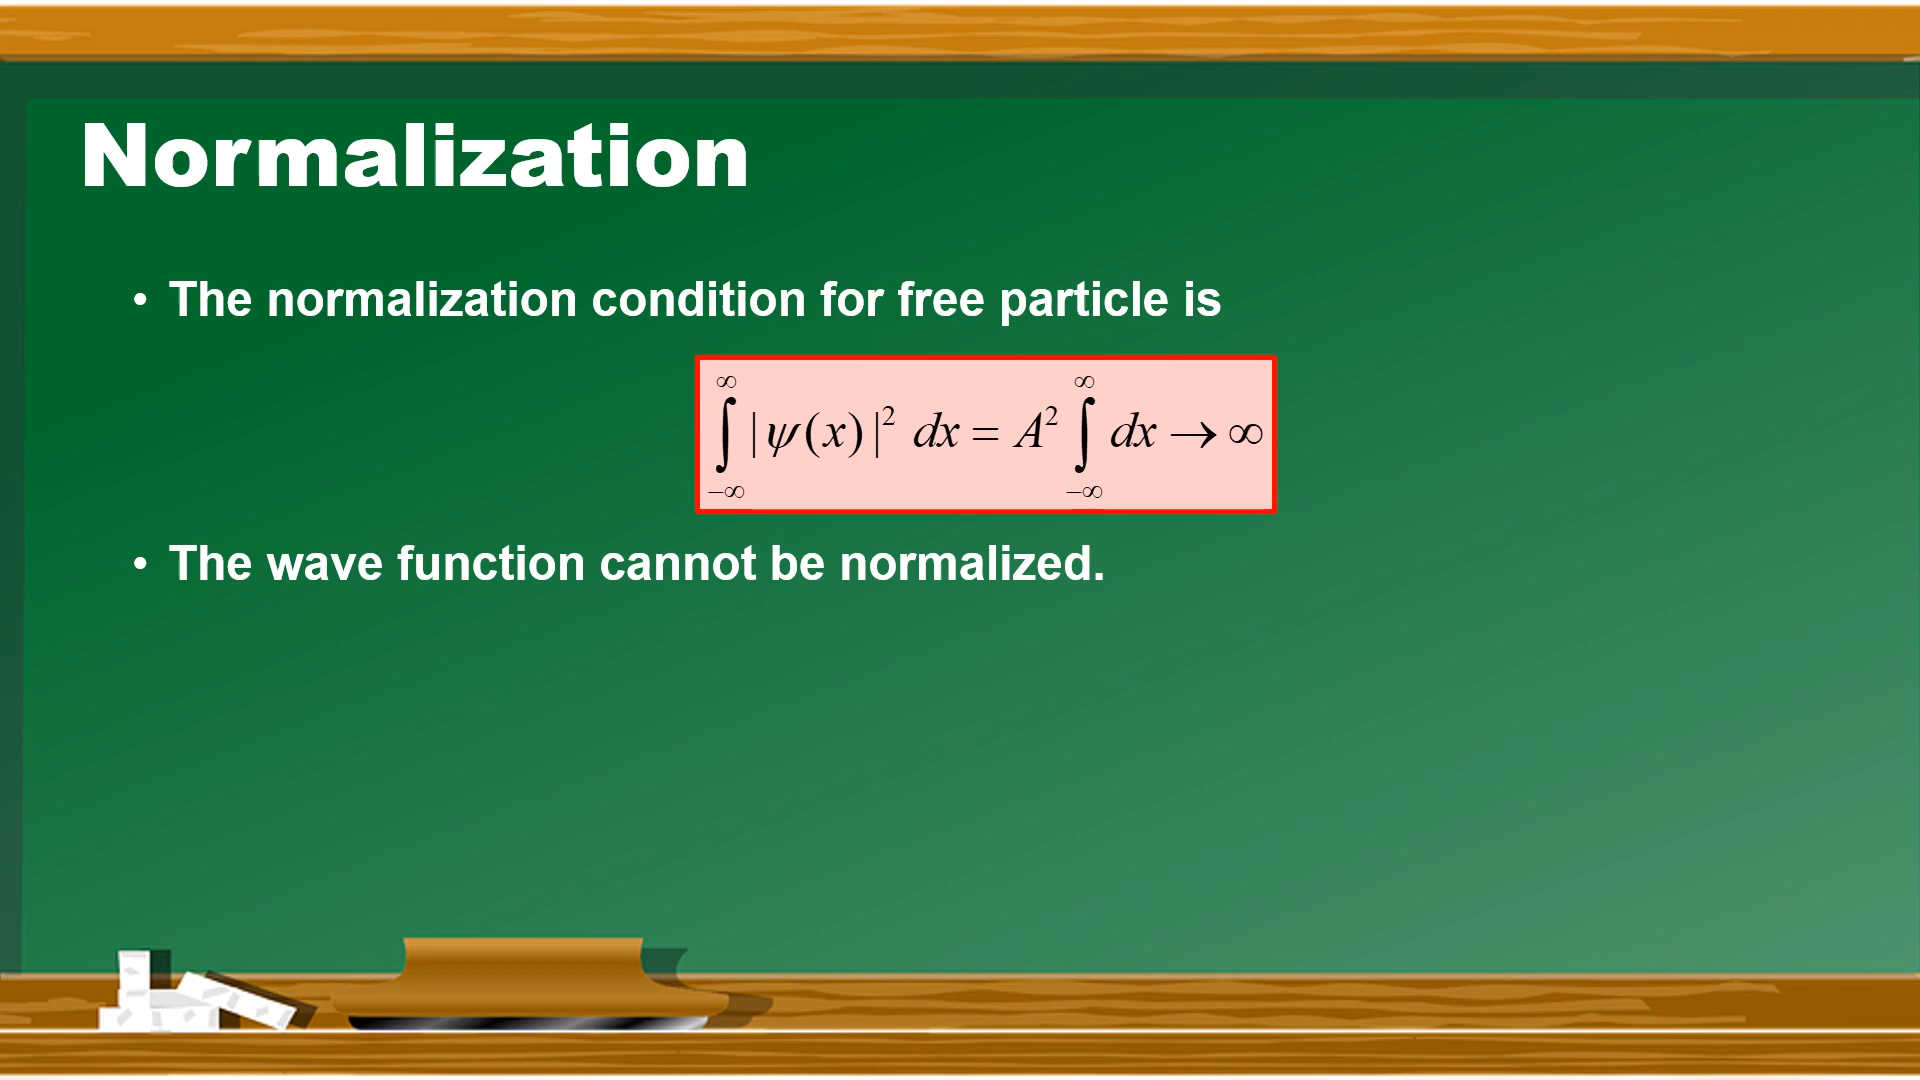 Normalization
• The normalization condition for free particle is
∫_{-∞}^{∞} |ψ(x)|² dx = A² ∫_{-∞}^{∞} dx → ∞
• The wave function cannot be normalized.